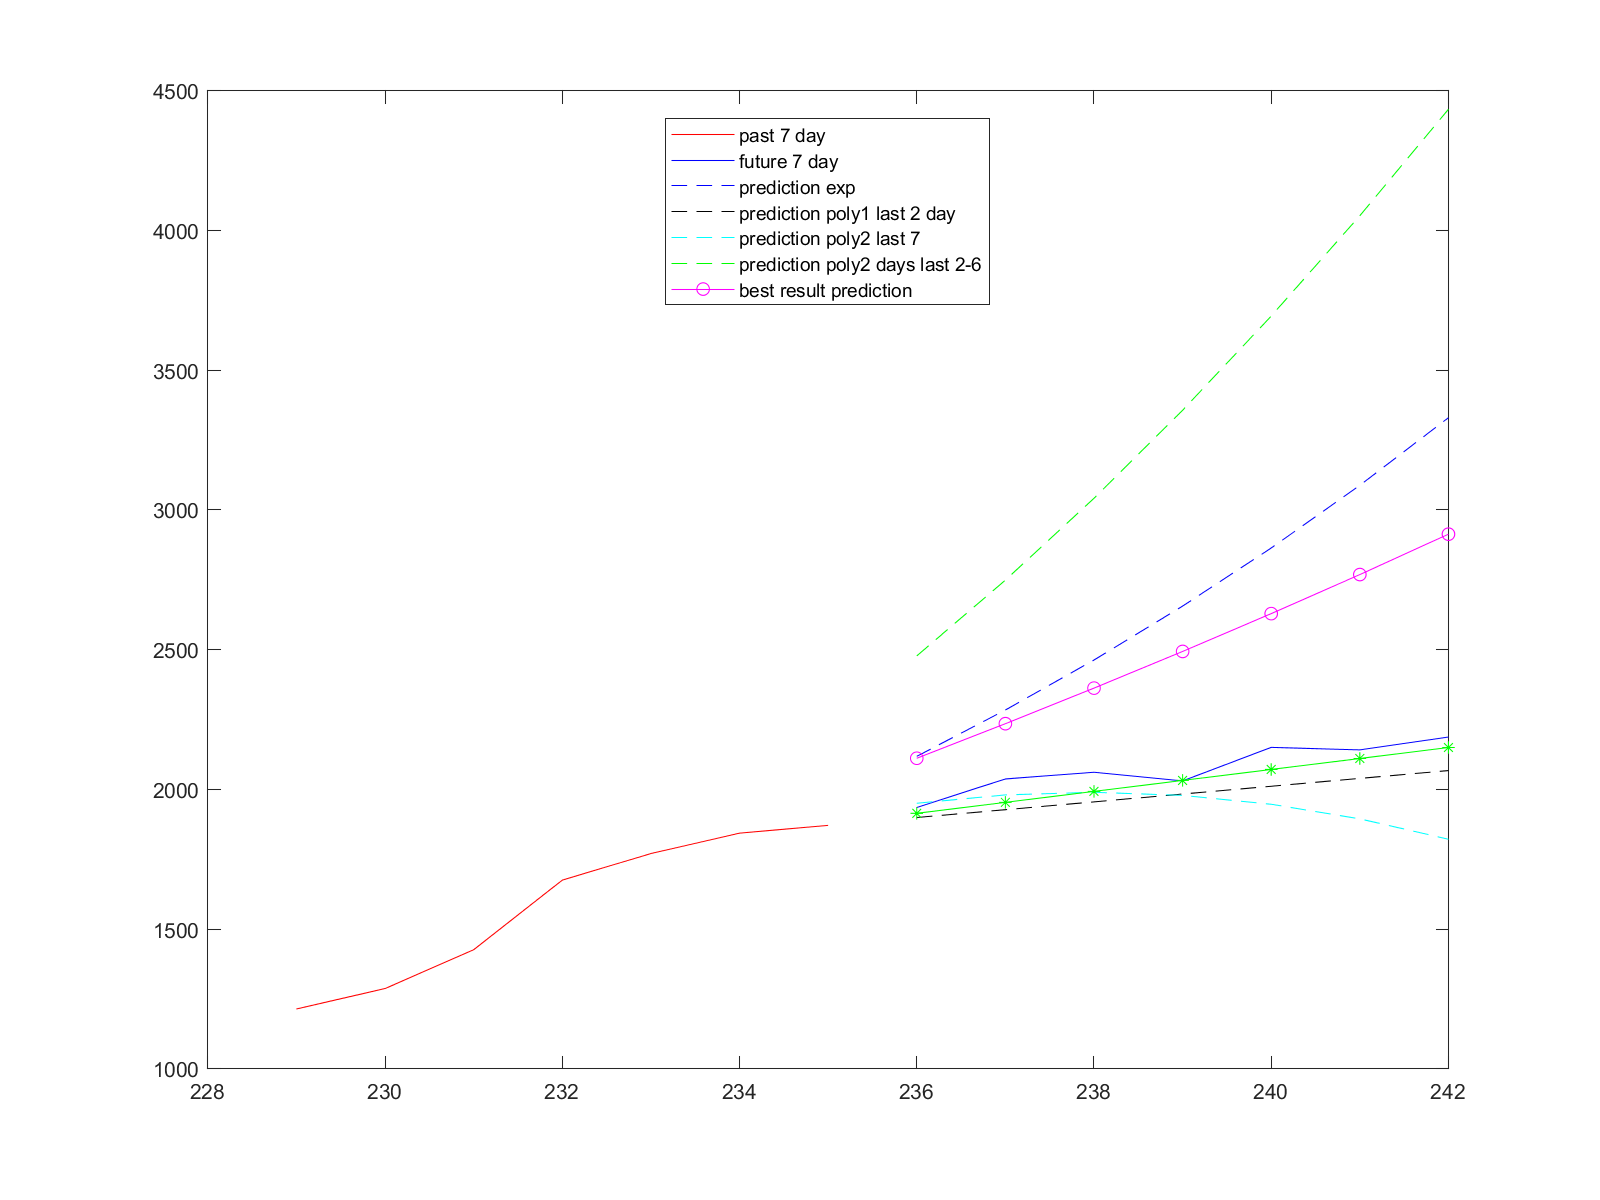 4500
4000
3500
3000
2500
2000
1500
1000
past 7 day
future 7 day
prediction exp
prediction poly1 last 2 day
prediction poly2 last 7
prediction poly2 days last 2-6
best result prediction
228 230 232 234 236 238 240 242